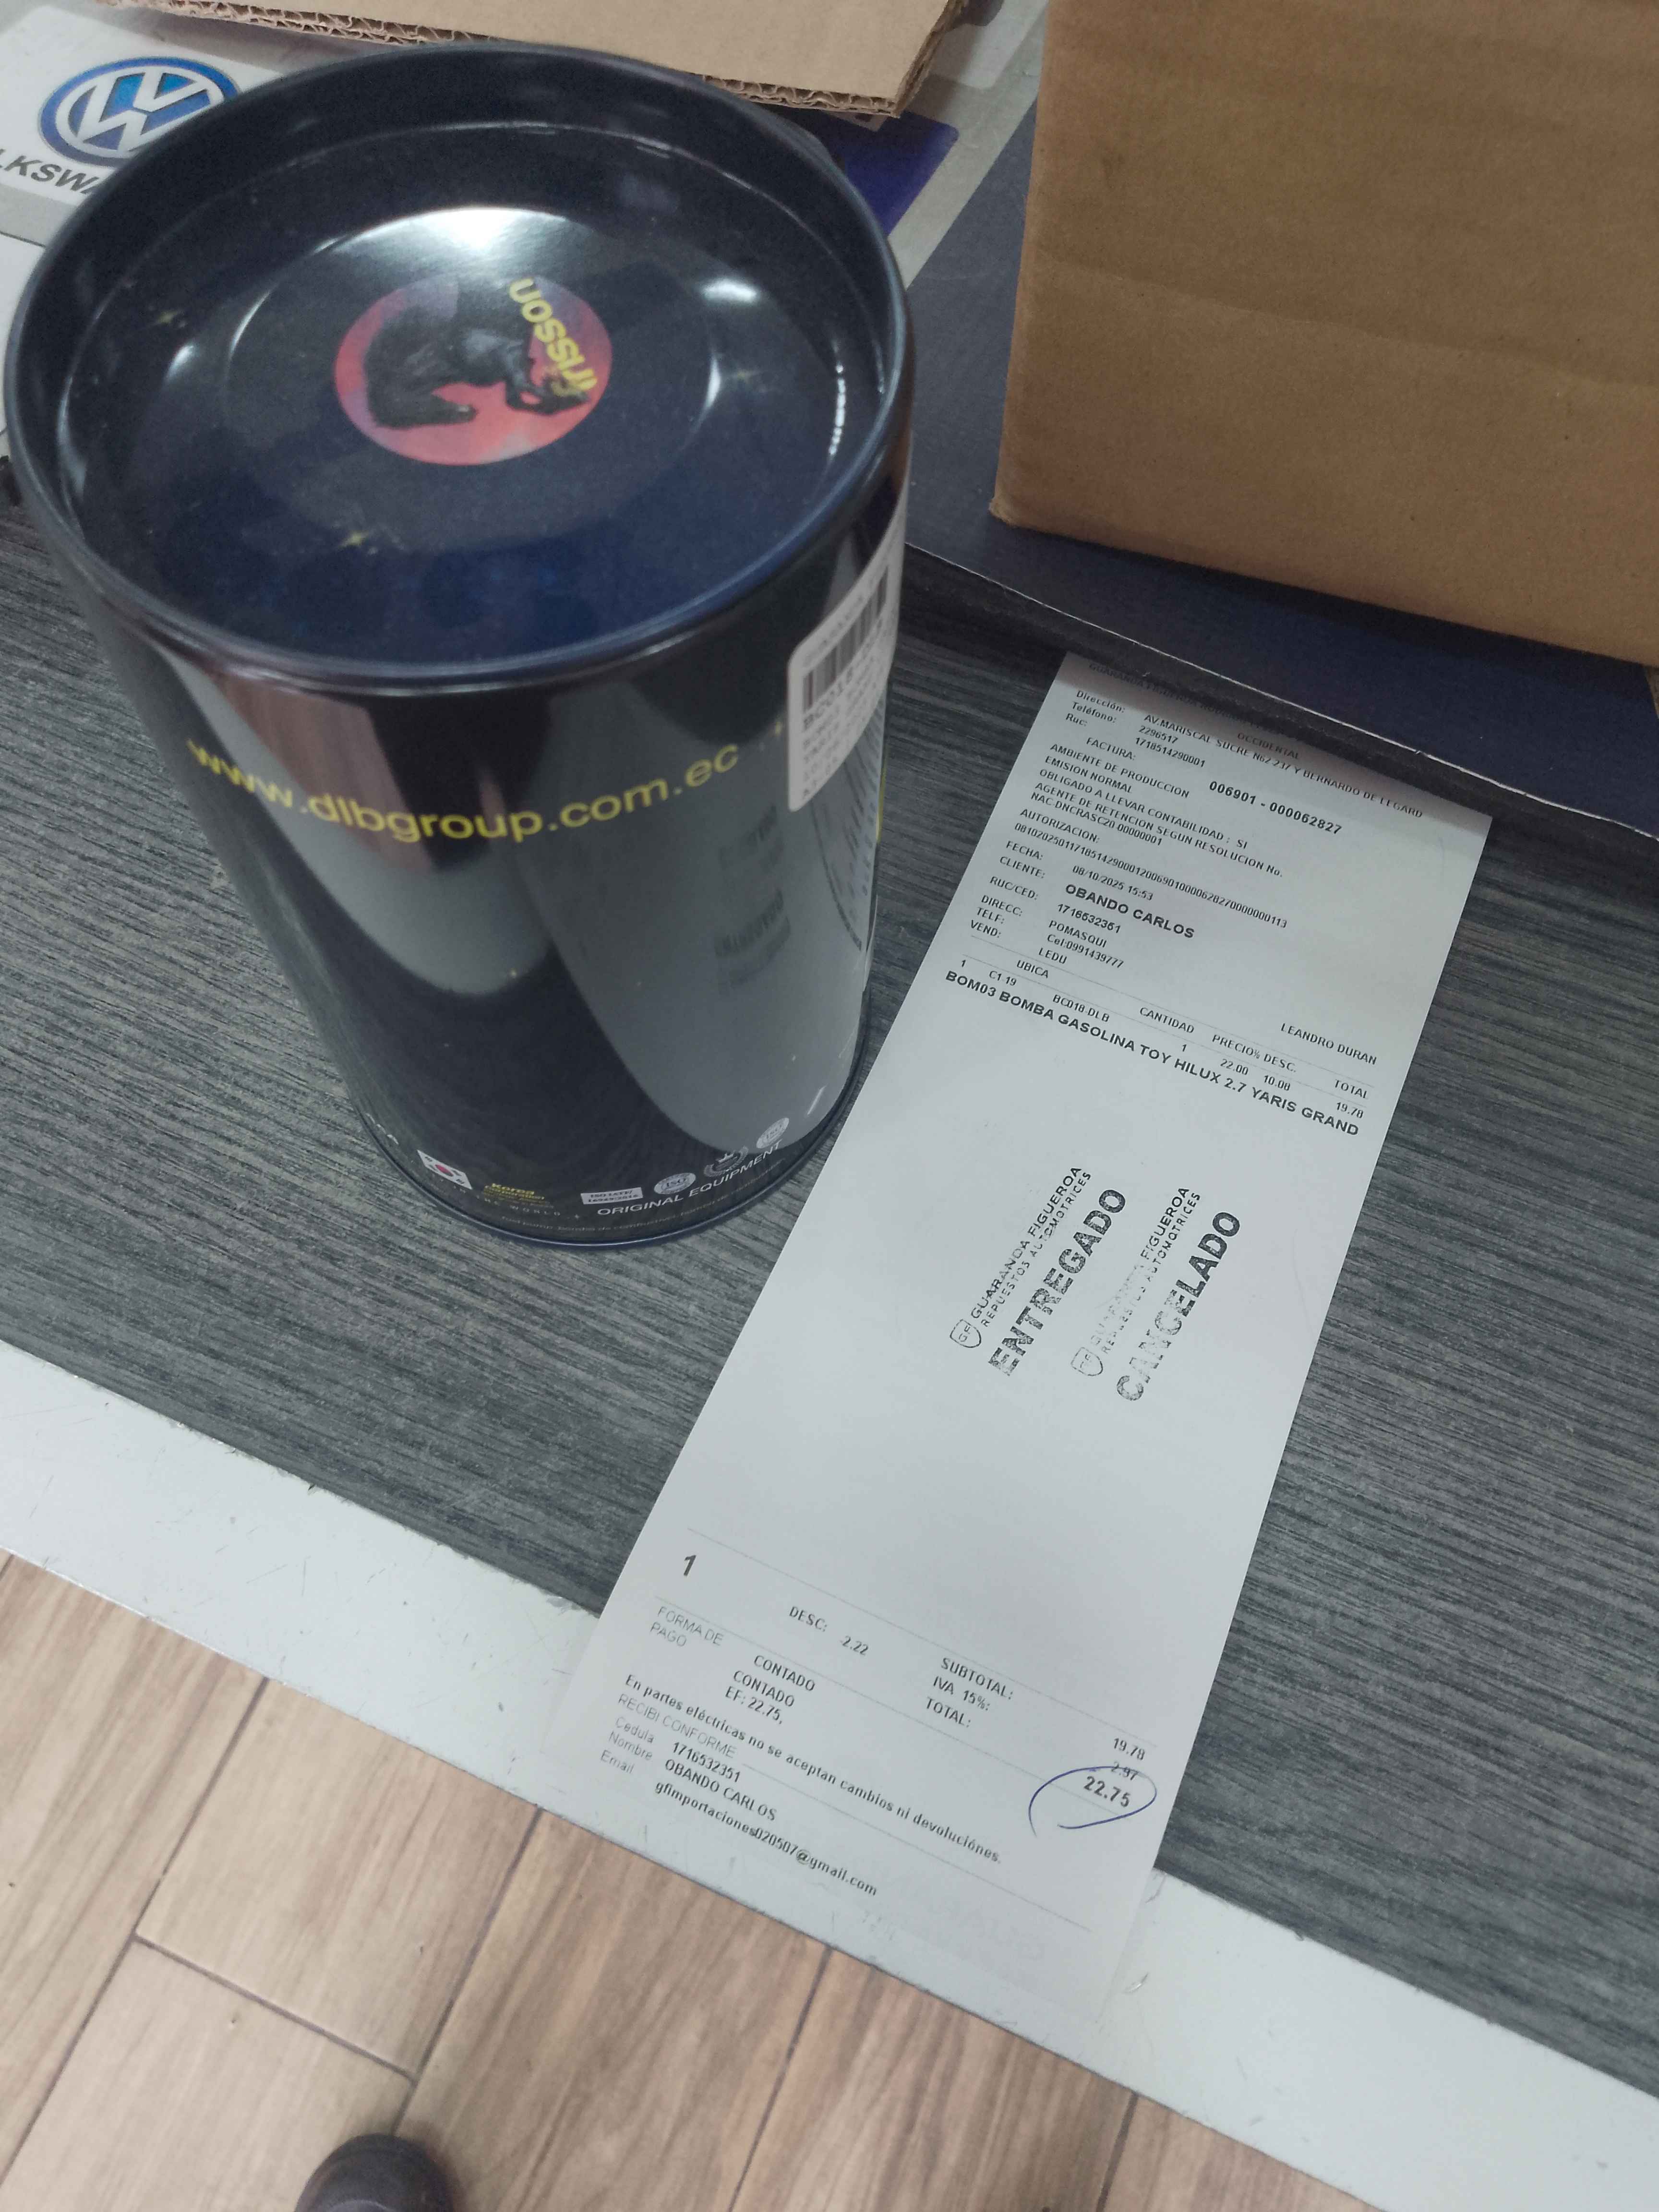 frisson
www.dlbgroup.com.ec
ORIGINAL EQUIPMENT
OCCIDENTAL
Dirección: AV.MARISCAL SUCRE N62 237 Y BERNARDO DE LEGARD
Teléfono: 2296517
Ruc: 1718514290001
FACTURA: 006901 - 000062827
AMBIENTE DE PRODUCCION
EMISION NORMAL
OBLIGADO A LLEVAR CONTABILIDAD : SI
AGENTE DE RETENCION SEGUN RESOLUCION No.
NAC.DNCRASC20-0000001
AUTORIZACION:
FECHA: 08/10/2025 15:53
CLIENTE: OBANDO CARLOS
RUC/CED: 1716532351
DIRECC: POMASQUI
TELF: Cel:0991439777
VEND: LEDU LEANDRO DURAN
UBICA CANTIDAD PRECIO% DESC. TOTAL
1 C1 19 BC018-DLB 1 22.00 10.08 19.78
BOM03 BOMBA GASOLINA TOY HILUX 2.7 YARIS GRAND
GUARANDA FIGUEROA
REPUESTOS AUTOMOTRICES
ENTREGADO
FIGUEROA
REPUESTOS AUTOMOTRICES
CANCELADO
1
DESC: -2.22
SUBTOTAL: 19.78
IVA 15%: 2.97
TOTAL: 22.75
FORMA DE
PAGO
CONTADO
CONTADO
EF: 22.75,
En partes eléctricas no se aceptan cambios ni devoluciónes.
RECIBI CONFORME
Cedula 1716532351
Nombre OBANDO CARLOS
Email gfimportaciones020507@gmail.com